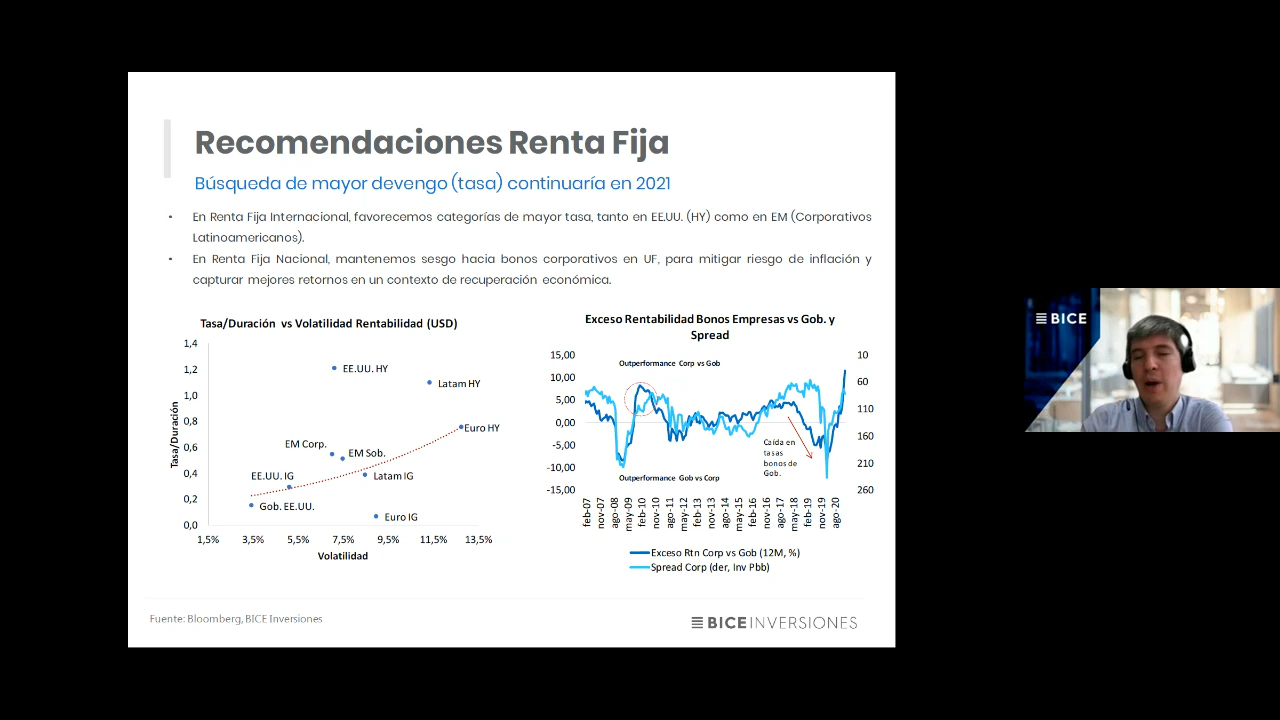 Recomendaciones Renta Fija
Búsqueda de mayor devengo (tasa) continuaría en 2021
• En Renta Fija Internacional, favorecemos categorías de mayor tasa, tanto en EE.UU. (HY) como en EM (Corporativos
Latinoamericanos).
• En Renta Fija Nacional, mantenemos sesgo hacia bonos corporativos en UF, para mitigar riesgo de inflación y
capturar mejores retornos en un contexto de recuperación económica.
Tasa/Duración vs Volatilidad Rentabilidad (USD)
Tasa/Duración
1,4
1,2
1,0
0,8
0,6
0,4
0,2
0,0
EE.UU. HY
Latam HY
Euro HY
EM Corp.
EM Sob.
EE.UU. IG
Latam IG
Gob. EE.UU.
Euro IG
1,5% 3,5% 5,5% 7,5% 9,5% 11,5% 13,5%
Volatilidad
Exceso Rentabilidad Bonos Empresas vs Gob. y
Spread
15,00
10,00
5,00
0,00
-5,00
-10,00
-15,00
Outperformance Corp vs Gob
Caída en
tasas
bonos de
Gob.
Outperformance Gob vs Corp
10
60
110
160
210
260
feb-07 nov-07 ago-08 may-09 feb-10 nov-10 ago-11 may-12 feb-13 nov-13 ago-14 may-15 feb-16 nov-16 ago-17 may-18 feb-19 nov-19 ago-20
Exceso Rtn Corp vs Gob (12M, %)
Spread Corp (der, Inv Pbb)
Fuente: Bloomberg, BICE Inversiones
BICEINVERSIONES
BICE